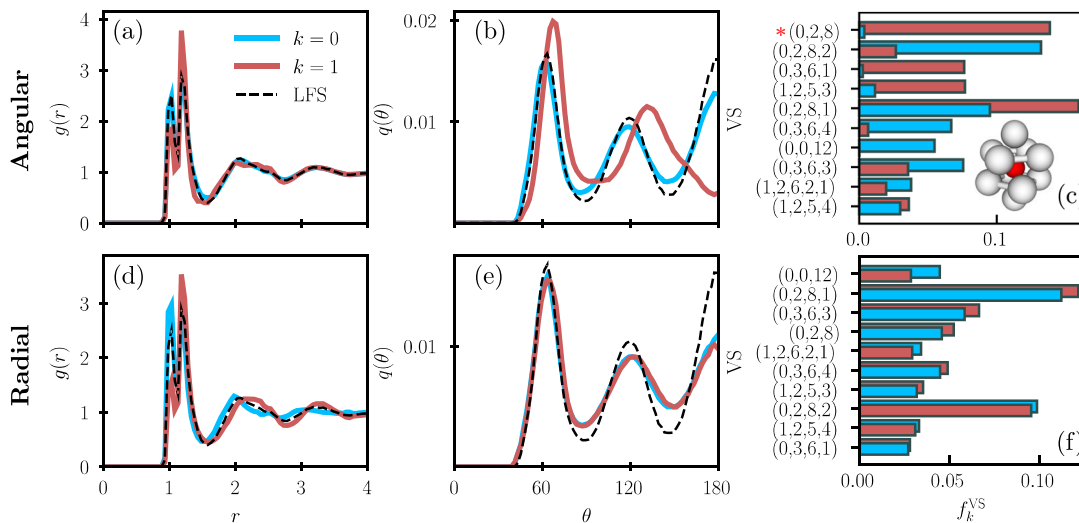 Angular
(a)
k = 0
k = 1
LFS
g(r)
4
3
2
1
0
(b)
q(θ)
0.02
0.01
VS
* (0,2,8)
(0,2,8,2)
(0,3,6,1)
(1,2,5,3)
(0,2,8,1)
(0,3,6,4)
(0,0,12)
(0,3,6,3)
(1,2,6,2,1)
(1,2,5,4)
(c
0.0
0.1
Radial
(d)
g(r)
3
2
1
0
0
1
2
3
4
r
(e)
q(θ)
0.01
0
60
120
180
θ
VS
(0,0,12)
(0,2,8,1)
(0,3,6,3)
(0,2,8)
(1,2,6,2,1)
(0,3,6,4)
(1,2,5,3)
(0,2,8,2)
(1,2,5,4)
(0,3,6,1)
(f)
0.00
0.05
0.10
f_k^VS